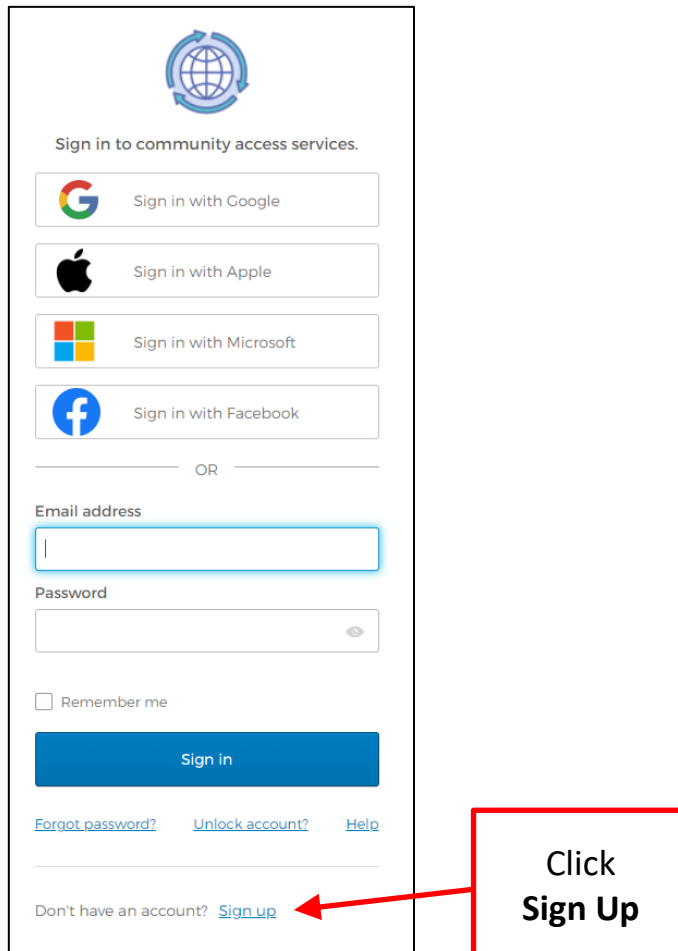 Sign in to community access services.
Sign in with Google
Sign in with Apple
Sign in with Microsoft
Sign in with Facebook
OR
Email address
Password
Remember me
Sign in
Forgot password? Unlock account? Help
Don't have an account? Sign up
Click
Sign Up